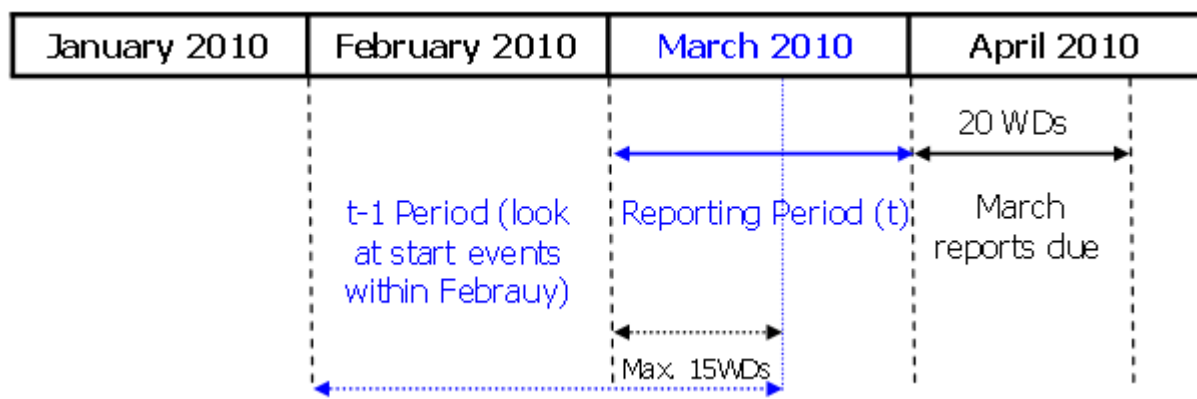 January 2010
February 2010
March 2010
April 2010
20 WDs
t-1 Period (look
at start events
within Febrauy)
Reporting Period (t)
March
reports due
Max. 15WDs